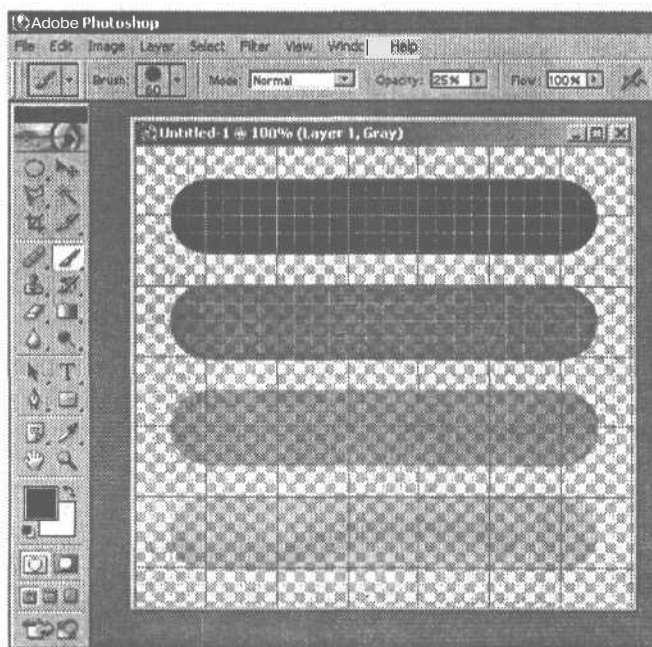 Adobe Photoshop
File Edit Image Layer Select Filter View Windo Help
Brush: 60 Mode: Normal Opacity: 25% Flow: 100%
Untitled-1 @ 100% (Layer 1, Gray)
T